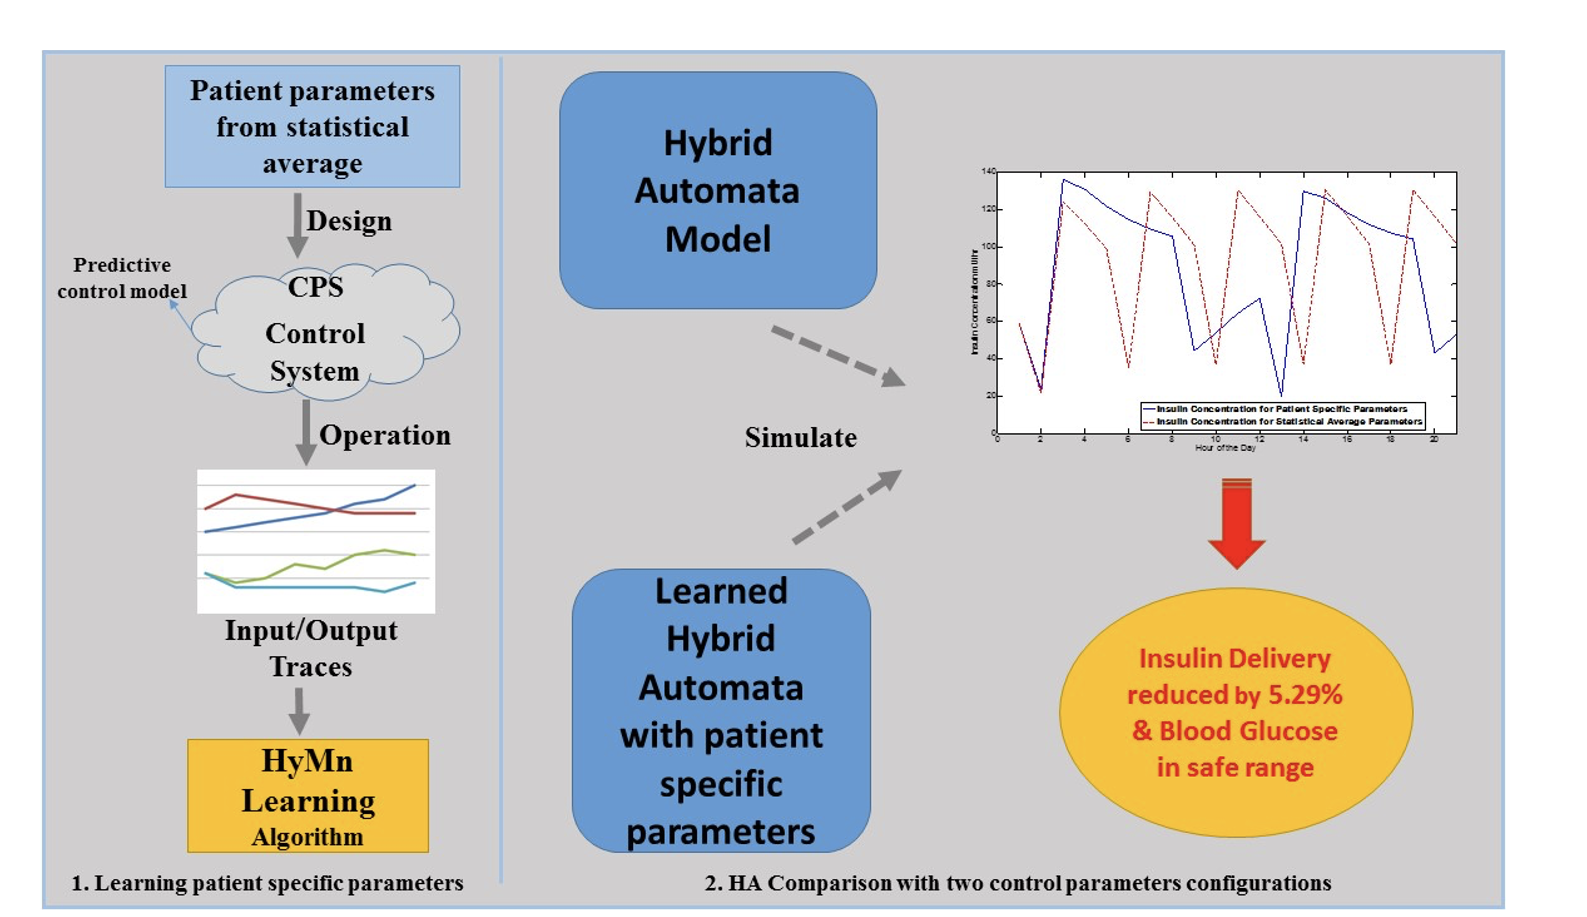 Patient parameters
from statistical
average
Design
Predictive
control model
CPS
Control
System
Operation
Input/Output
Traces
HyMn
Learning
Algorithm
1. Learning patient specific parameters
Hybrid
Automata
Model
Simulate
Learned
Hybrid
Automata
with patient
specific
parameters
140
120
100
80
60
40
20
0
Insulin Concentration mU/hr
Insulin Concentration for Patient Specific Parameters
Insulin Concentration for Statistical Average Parameters
0 2 4 6 8 10 12 14 16 18 20
Hour of the Day
Insulin Delivery
reduced by 5.29%
& Blood Glucose
in safe range
2. HA Comparison with two control parameters configurations